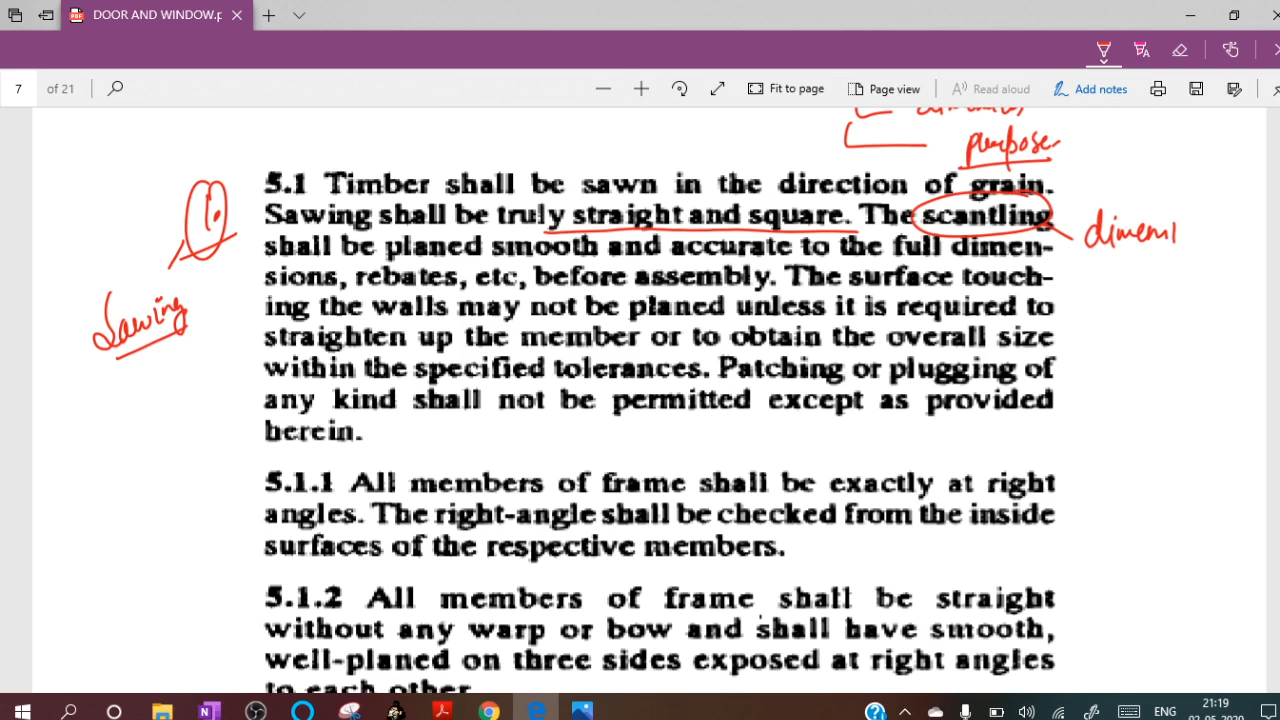 DOOR AND WINDOW.p
7 of 21
Fit to page
Page view
Read aloud
Add notes
purpose
5.1 Timber shall be sawn in the direction of grain.
Sawing shall be truly straight and square. The scantling
dimen
shall be planed smooth and accurate to the full dimen-
sions, rebates, etc, before assembly. The surface touch-
Sawing
ing the walls may not be planed unless it is required to
straighten up the member or to obtain the overall size
within the specified tolerances. Patching or plugging of
any kind shall not be permitted except as provided
herein.
5.1.1 All members of frame shall be exactly at right
angles. The right-angle shall be checked from the inside
surfaces of the respective members.
5.1.2 All members of frame shall be straight
without any warp or bow and shall have smooth,
well-planed on three sides exposed at right angles
to each other
ENG
21:19
02-05-2020